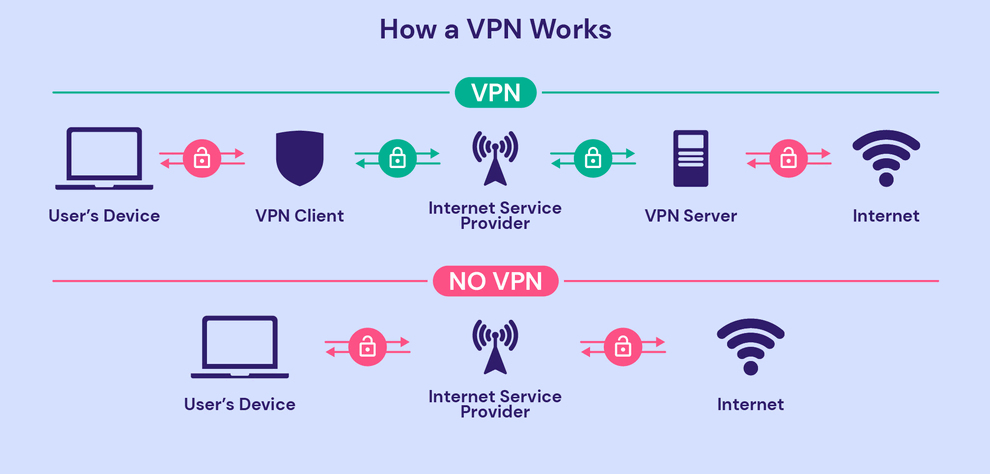 How a VPN Works
VPN
User’s Device
VPN Client
Internet Service
Provider
VPN Server
Internet
NO VPN
User’s Device
Internet Service
Provider
Internet